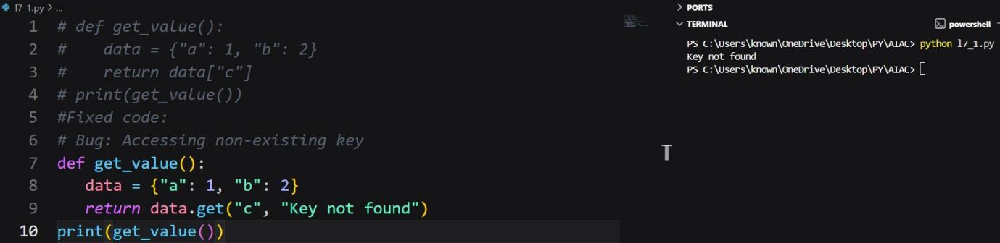 l7_1.py > ...
1 # def get_value():
2 #    data = {"a": 1, "b": 2}
3 #    return data["c"]
4 # print(get_value())
5 #Fixed code:
6 # Bug: Accessing non-existing key
7 def get_value():
8    data = {"a": 1, "b": 2}
9    return data.get("c", "Key not found")
10 print(get_value())
PORTS
TERMINAL
powershell
PS C:\Users\known\OneDrive\Desktop\PY\AIAC> python l7_1.py
Key not found
PS C:\Users\known\OneDrive\Desktop\PY\AIAC>